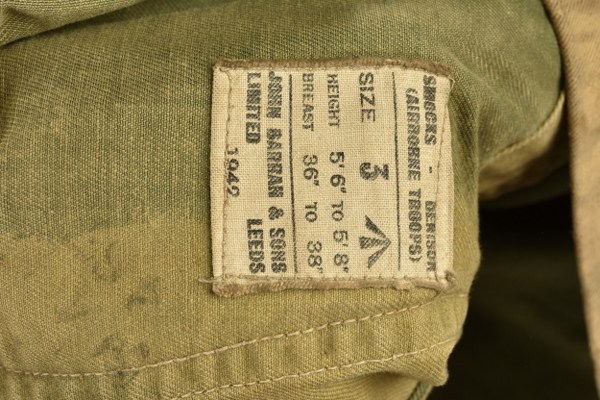 SMOCKS - DENISON
(AIRBORNE TROOPS)
SIZE 3
HEIGHT 5'6" TO 5'8"
BREAST 36" TO 38"
JOHN BARRAN & SONS
LIMITED LEEDS
1942